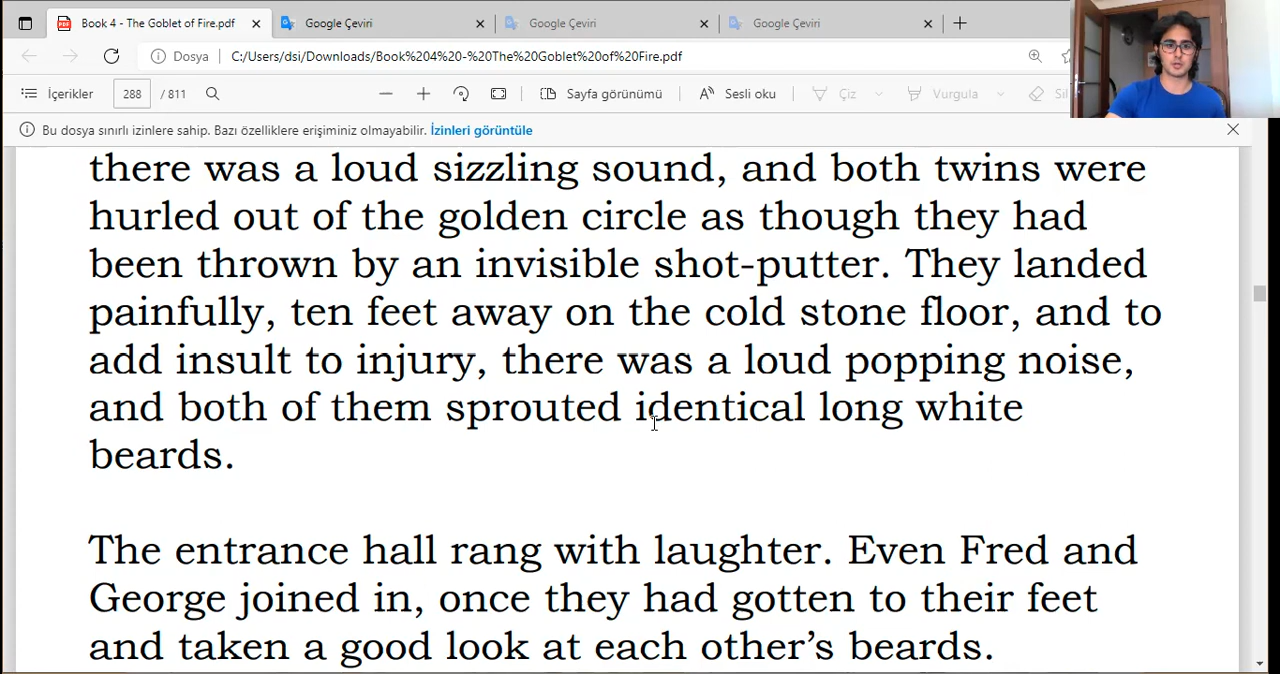 Book 4 - The Goblet of Fire.pdf
Google Çeviri
Google Çeviri
Google Çeviri
Dosya
C:/Users/dsi/Downloads/Book%204%20-%20The%20Goblet%20of%20Fire.pdf
İçerikler
288
/ 811
Sayfa görünümü
Sesli oku
Çiz
Vurgula
Bu dosya sınırlı izinlere sahip. Bazı özelliklere erişiminiz olmayabilir. İzinleri görüntüle
there was a loud sizzling sound, and both twins were
hurled out of the golden circle as though they had
been thrown by an invisible shot-putter. They landed
painfully, ten feet away on the cold stone floor, and to
add insult to injury, there was a loud popping noise,
and both of them sprouted identical long white
beards.
The entrance hall rang with laughter. Even Fred and
George joined in, once they had gotten to their feet
and taken a good look at each other’s beards.